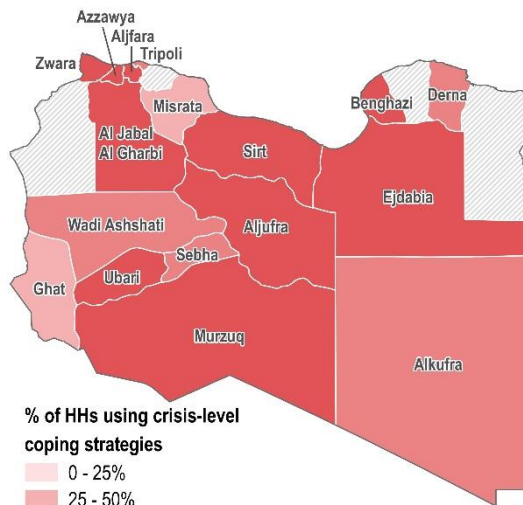 Azzawya
Aljfara
Zwara
Tripoli
Misrata
Benghazi
Derna
Al Jabal
Al Gharbi
Sirt
Ejdabia
Wadi Ashshati
Aljufra
Sebha
Ubari
Ghat
Murzuq
Alkufra
% of HHs using crisis-level
coping strategies
0 - 25%
25 - 50%